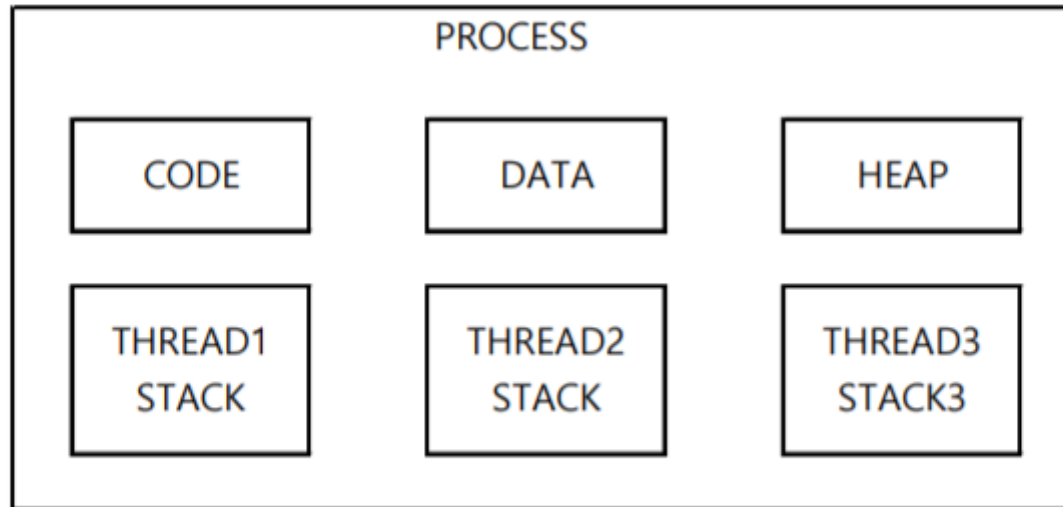 PROCESS
CODE
DATA
HEAP
THREAD1
STACK
THREAD2
STACK
THREAD3
STACK3